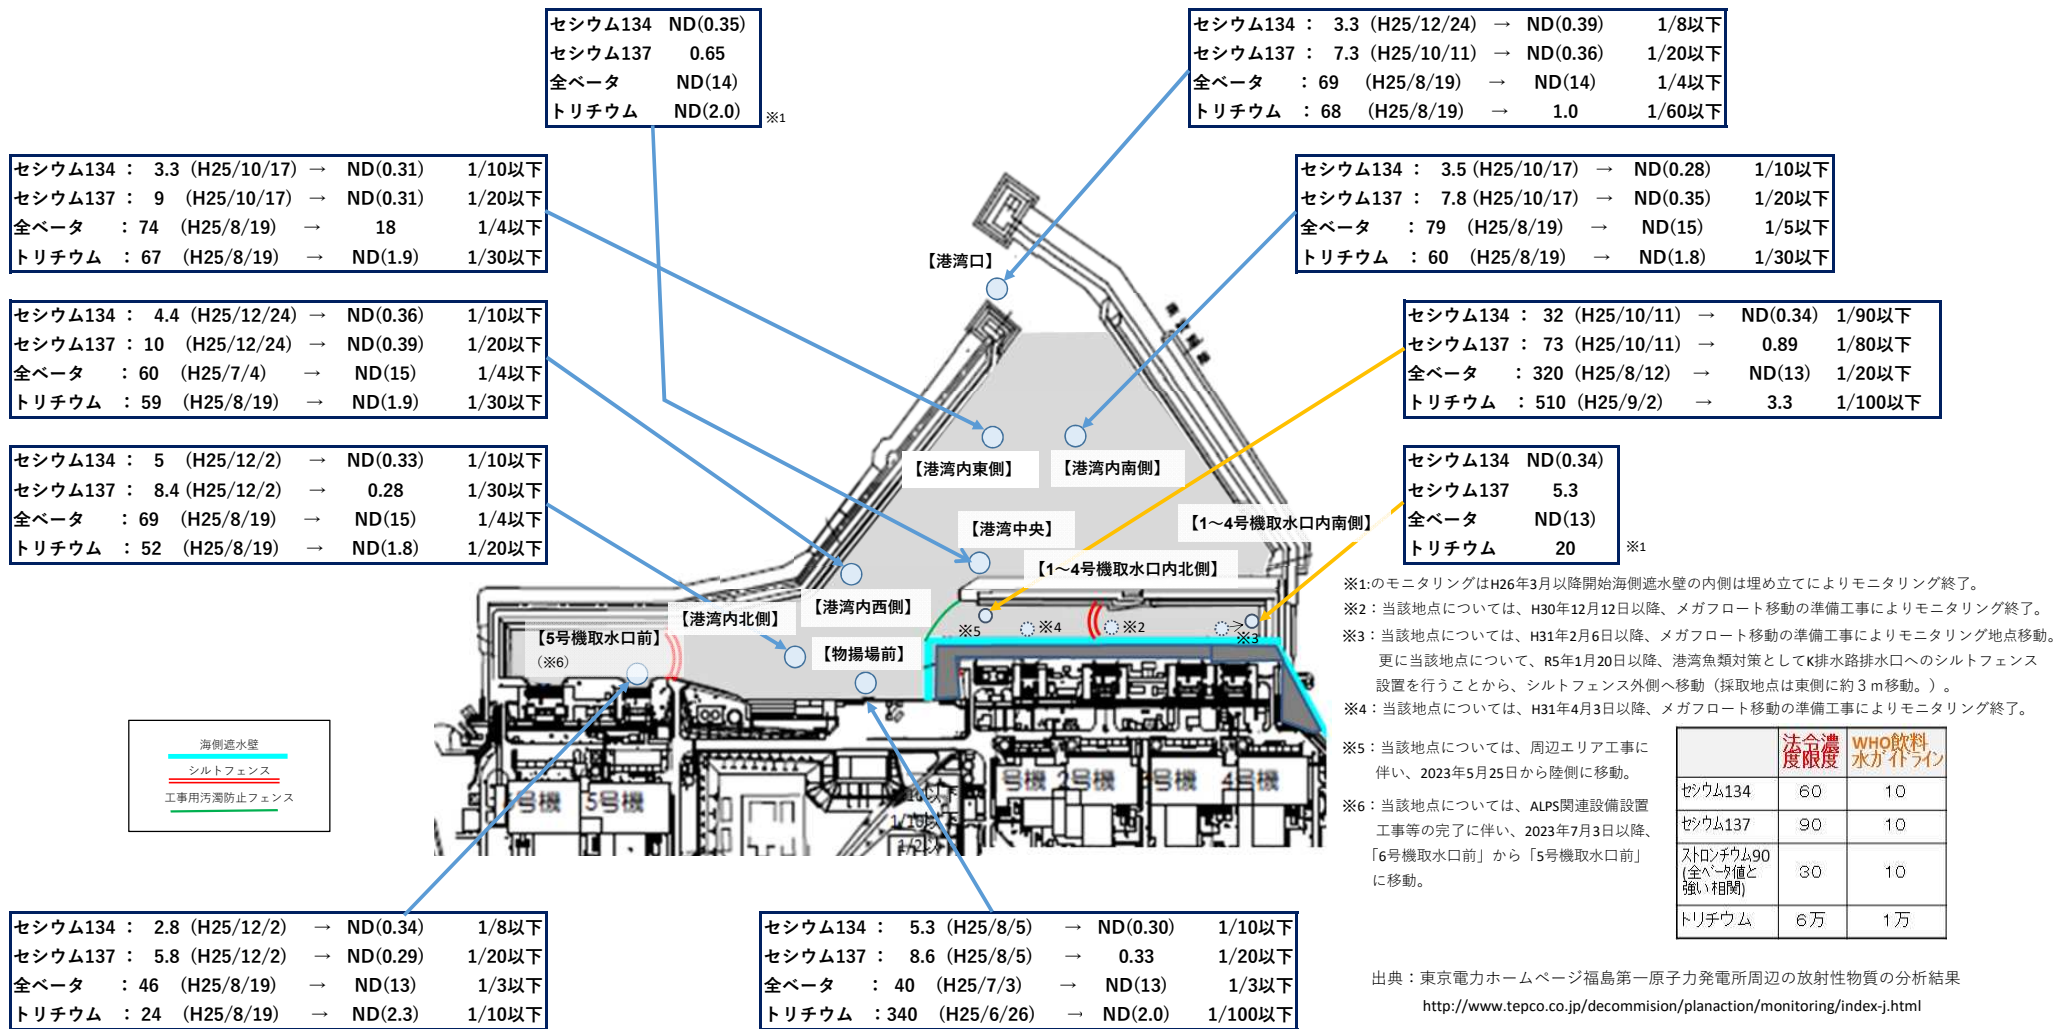 セシウム134 ND(0.35)
セシウム137 0.65
全ベータ ND(14)
トリチウム ND(2.0) ※1
セシウム134 : 3.3 (H25/12/24) → ND(0.39) 1/8以下
セシウム137 : 7.3 (H25/10/11) → ND(0.36) 1/20以下
全ベータ : 69 (H25/8/19) → ND(14) 1/4以下
トリチウム : 68 (H25/8/19) → 1.0 1/60以下
セシウム134 : 3.3 (H25/10/17) → ND(0.31) 1/10以下
セシウム137 : 9 (H25/10/17) → ND(0.31) 1/20以下
全ベータ : 74 (H25/8/19) → 18 1/4以下
トリチウム : 67 (H25/8/19) → ND(1.9) 1/30以下
セシウム134 : 3.5 (H25/10/17) → ND(0.28) 1/10以下
セシウム137 : 7.8 (H25/10/17) → ND(0.35) 1/20以下
全ベータ : 79 (H25/8/19) → ND(15) 1/5以下
トリチウム : 60 (H25/8/19) → ND(1.8) 1/30以下
セシウム134 : 4.4 (H25/12/24) → ND(0.36) 1/10以下
セシウム137 : 10 (H25/12/24) → ND(0.39) 1/20以下
全ベータ : 60 (H25/7/4) → ND(15) 1/4以下
トリチウム : 59 (H25/8/19) → ND(1.9) 1/30以下
セシウム134 : 32 (H25/10/11) → ND(0.34) 1/90以下
セシウム137 : 73 (H25/10/11) → 0.89 1/80以下
全ベータ : 320 (H25/8/12) → ND(13) 1/20以下
トリチウム : 510 (H25/9/2) → 3.3 1/100以下
セシウム134 : 5 (H25/12/2) → ND(0.33) 1/10以下
セシウム137 : 8.4 (H25/12/2) → 0.28 1/30以下
全ベータ : 69 (H25/8/19) → ND(15) 1/4以下
トリチウム : 52 (H25/8/19) → ND(1.8) 1/20以下
セシウム134 ND(0.34)
セシウム137 5.3
全ベータ ND(13)
トリチウム 20 ※1
【港湾口】
【港湾内東側】
【港湾内南側】
【港湾中央】
【1～4号機取水口内南側】
【1～4号機取水口内北側】
【港湾内西側】
【港湾内北側】
【5号機取水口前】
(※6)
【物揚場前】
※5
※4
※2
※3
号機
5号機
号機
2号機
3号機
4号機
※1:のモニタリングはH26年3月以降開始海側遮水壁の内側は埋め立てによりモニタリング終了。
※2：当該地点については、H30年12月12日以降、メガフロート移動の準備工事によりモニタリング終了。
※3：当該地点については、H31年2月6日以降、メガフロート移動の準備工事によりモニタリング地点移動。
更に当該地点について、R5年1月20日以降、港湾魚類対策としてK排水路排水口へのシルトフェンス
設置を行うことから、シルトフェンス外側へ移動（採取地点は東側に約３ｍ移動。）。
※4：当該地点については、H31年4月3日以降、メガフロート移動の準備工事によりモニタリング終了。
※5：当該地点については、周辺エリア工事に
伴い、2023年5月25日から陸側に移動。
※6：当該地点については、ALPS関連設備設置
工事等の完了に伴い、2023年7月3日以降、
「6号機取水口前」から「5号機取水口前」
に移動。
海側遮水壁
シルトフェンス
工事用汚濁防止フェンス
法令濃度限度 WHO飲料水ガイドライン
セシウム134 60 10
セシウム137 90 10
ストロンチウム90
(全ベータ値と
強い相関) 30 10
トリチウム 6万 1万
セシウム134 : 2.8 (H25/12/2) → ND(0.34) 1/8以下
セシウム137 : 5.8 (H25/12/2) → ND(0.29) 1/20以下
全ベータ : 46 (H25/8/19) → ND(13) 1/3以下
トリチウム : 24 (H25/8/19) → ND(2.3) 1/10以下
セシウム134 : 5.3 (H25/8/5) → ND(0.30) 1/10以下
セシウム137 : 8.6 (H25/8/5) → 0.33 1/20以下
全ベータ : 40 (H25/7/3) → ND(13) 1/3以下
トリチウム : 340 (H25/6/26) → ND(2.0) 1/100以下
出典：東京電力ホームページ福島第一原子力発電所周辺の放射性物質の分析結果
http://www.tepco.co.jp/decommision/planaction/monitoring/index-j.html